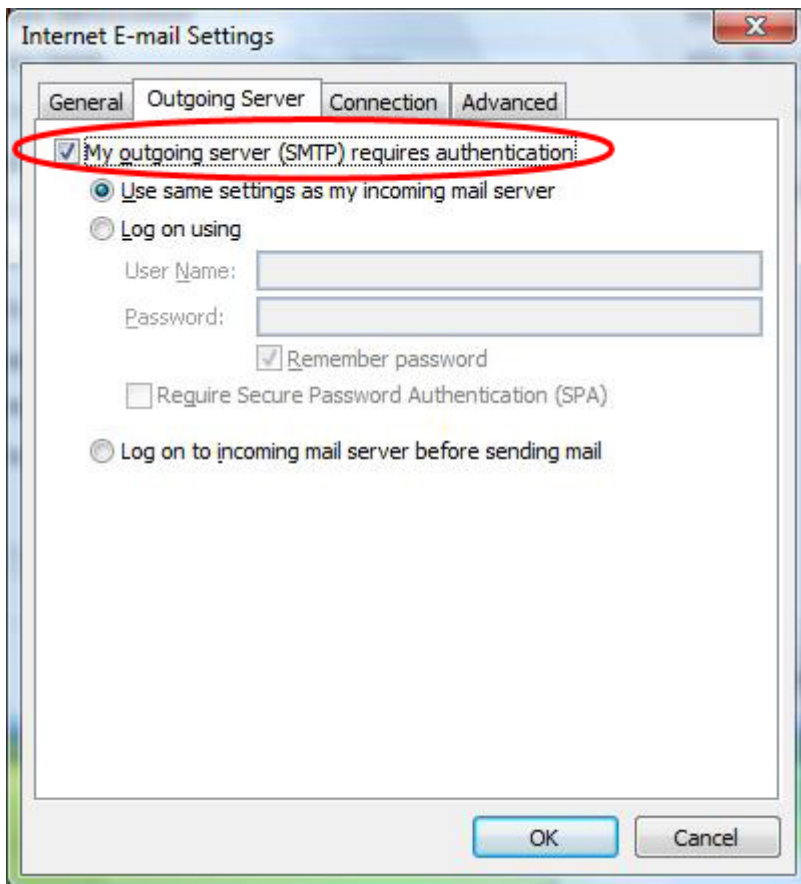 Internet E-mail Settings
General Outgoing Server Connection Advanced
My outgoing server (SMTP) requires authentication
Use same settings as my incoming mail server
Log on using
User Name:
Password:
Remember password
Require Secure Password Authentication (SPA)
Log on to incoming mail server before sending mail
OK Cancel